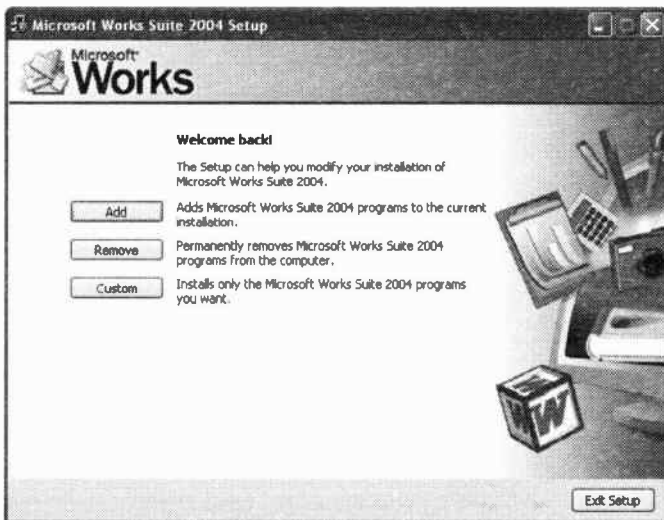 Microsoft Works Suite 2004 Setup
Microsoft
Works
Welcome back!
The Setup can help you modify your installation of
Microsoft Works Suite 2004.
Add
Adds Microsoft Works Suite 2004 programs to the current
installation.
Remove
Permanently removes Microsoft Works Suite 2004
programs from the computer.
Custom
Installs only the Microsoft Works Suite 2004 programs
you want.
W
Exit Setup